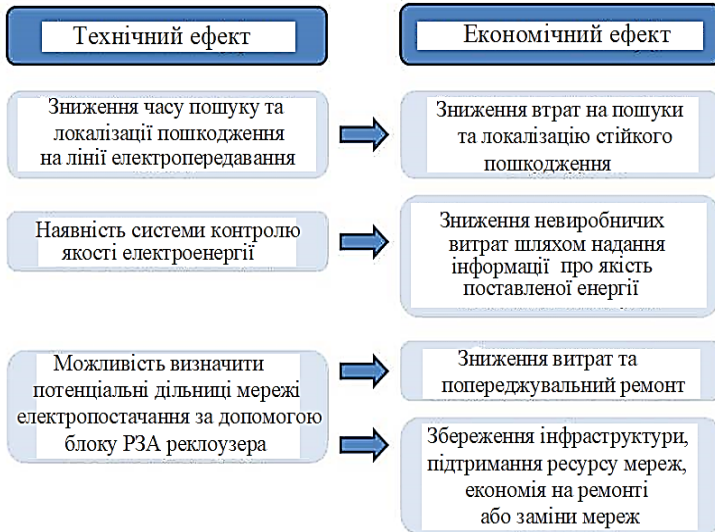 Технічний ефект
Економічний ефект
Зниження часу пошуку та
локалізації пошкодження
на лінії електропередавання
Зниження втрат на пошуки
та локалізацію стійкого
пошкодження
Наявність системи контролю
якості електроенергії
Зниження невиробничих
витрат шляхом надання
інформації про якість
поставленої енергії
Можливість визначити
потенціальні дільниці мережі
електропостачання за допомогою
блоку РЗА реклоузера
Зниження витрат та
попереджувальний ремонт
Збереження інфраструктури,
підтримання ресурсу мереж,
економія на ремонті
або заміни мереж